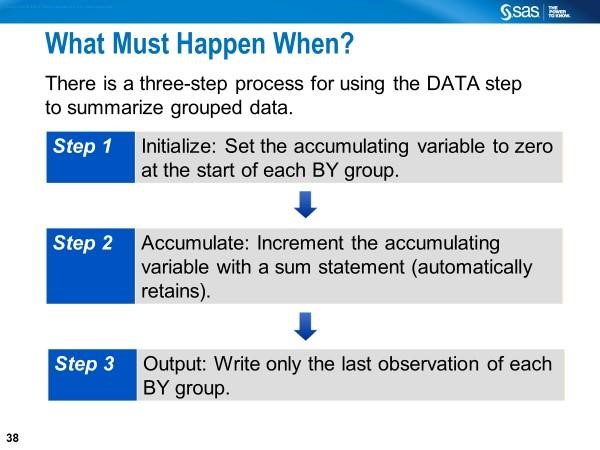 sas
THE
POWER
TO KNOW.
What Must Happen When?
There is a three-step process for using the DATA step
to summarize grouped data.
Step 1
Initialize: Set the accumulating variable to zero
at the start of each BY group.
Step 2
Accumulate: Increment the accumulating
variable with a sum statement (automatically
retains).
Step 3
Output: Write only the last observation of each
BY group.
38